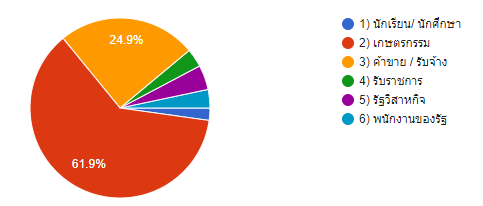 24.9%
61.9%
1) นักเรียน/ นักศึกษา
2) เกษตรกรรม
3) ค้าขาย / รับจ้าง
4) รับราชการ
5) รัฐวิสาหกิจ
6) พนักงานของรัฐ